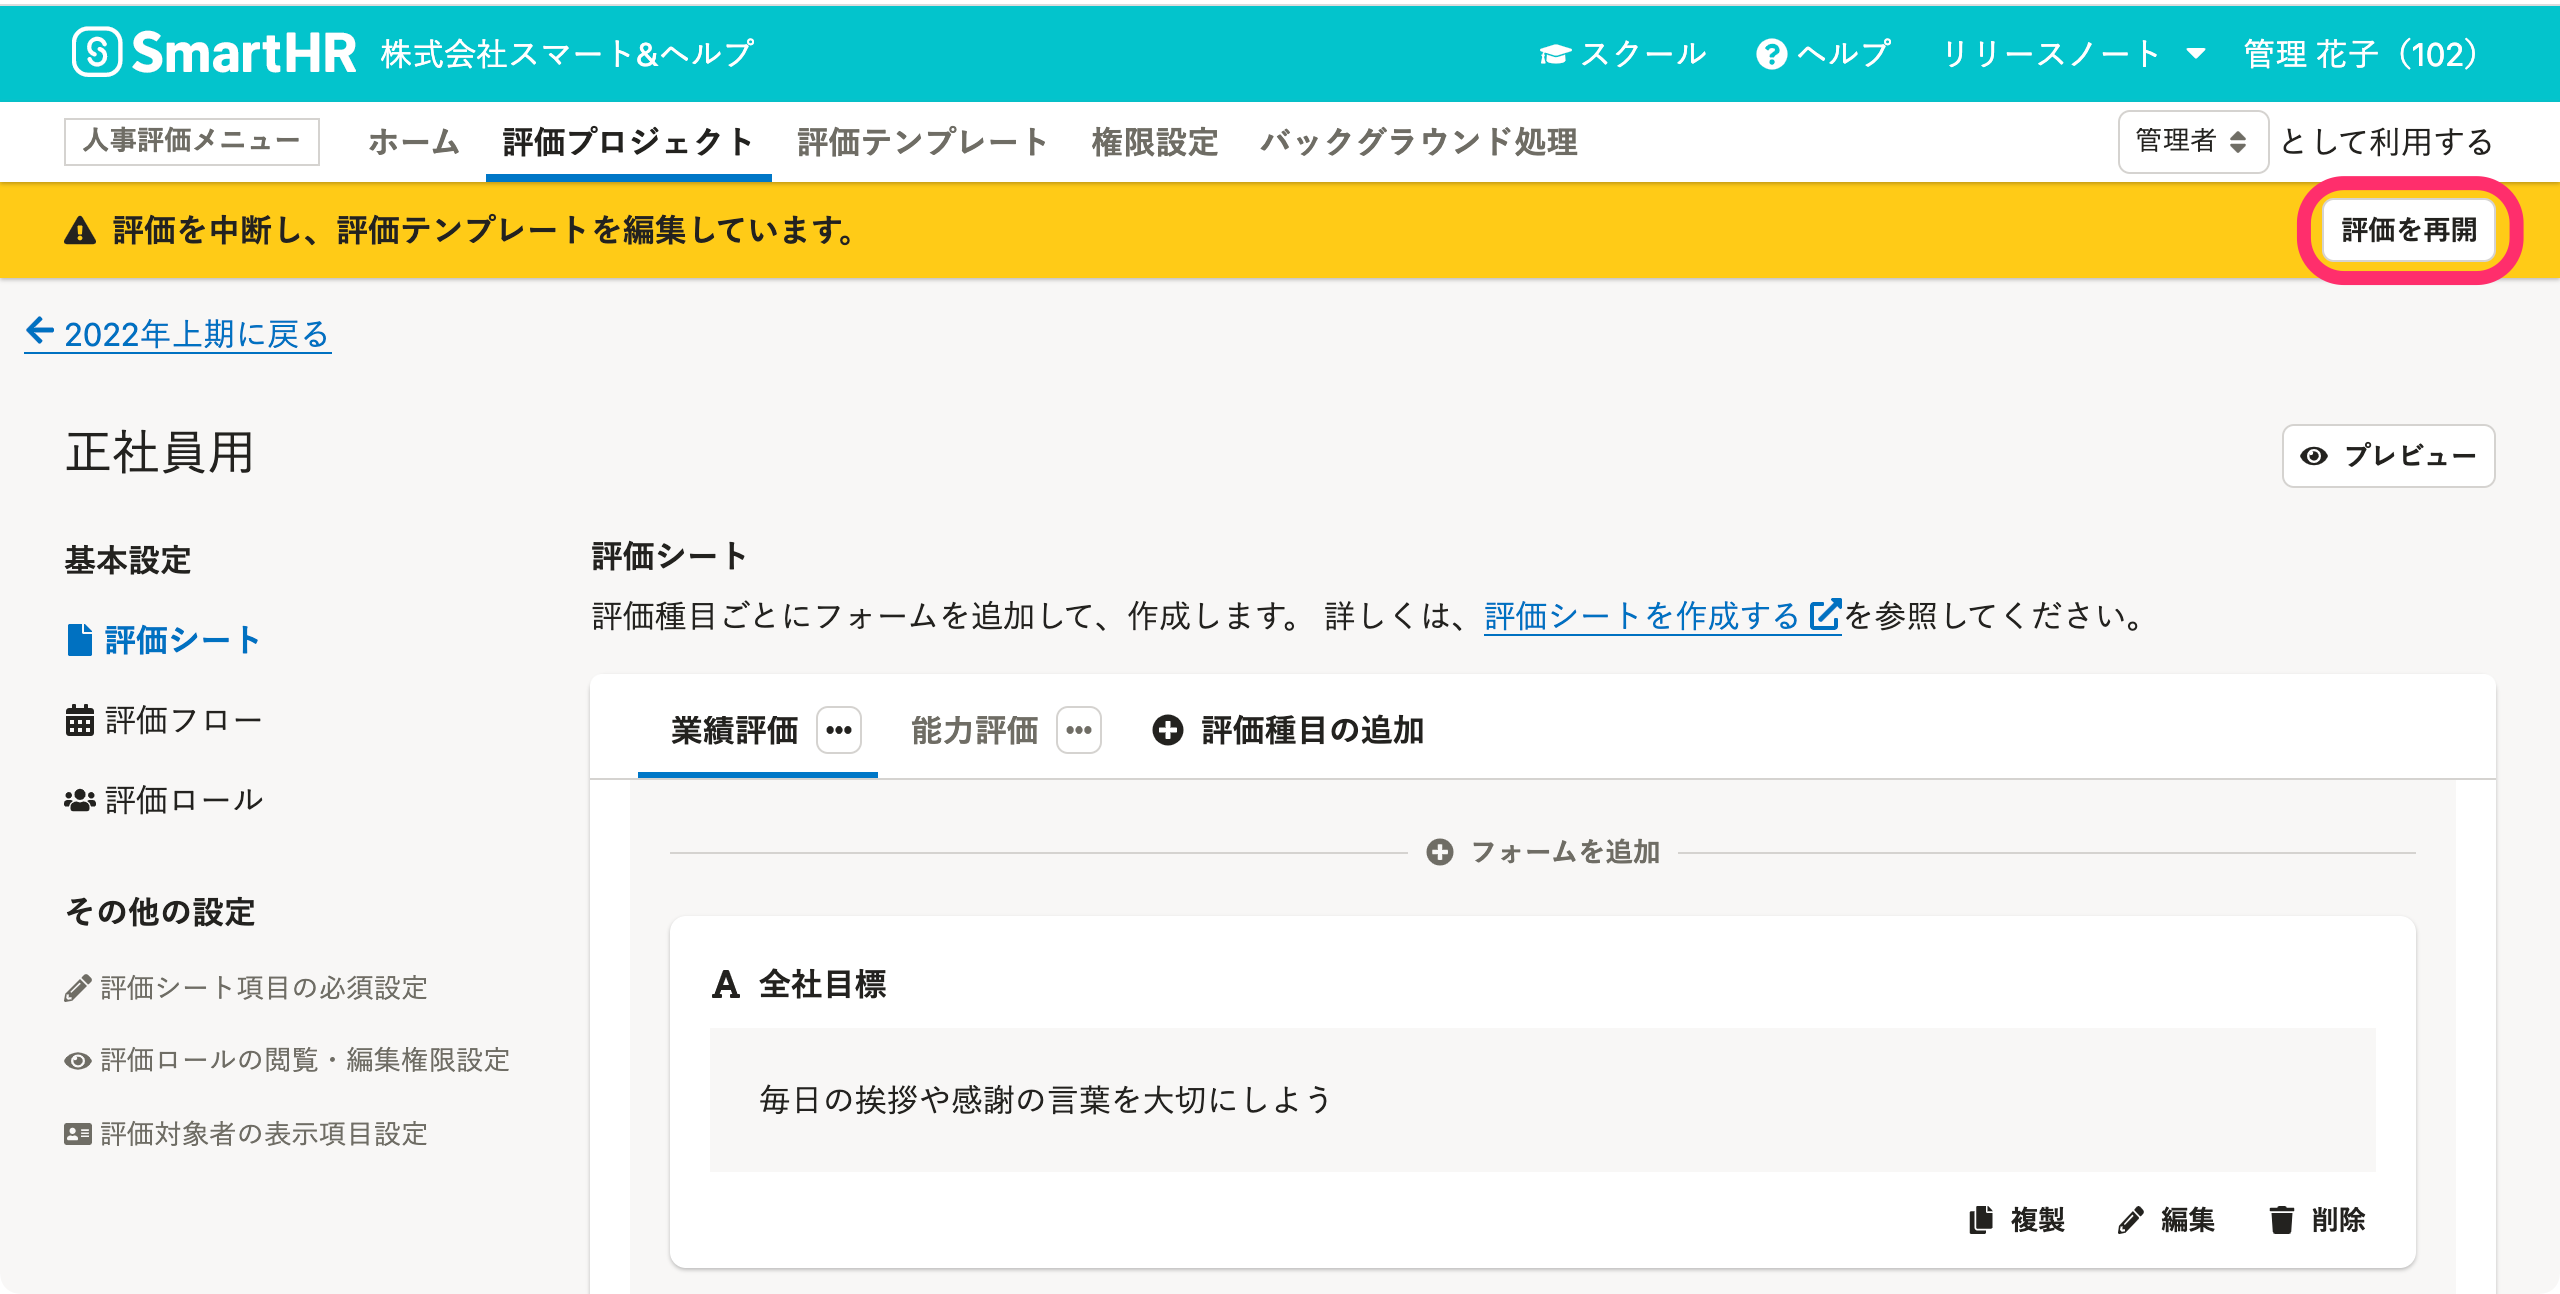 SmartHR 株式会社スマート&ヘルプ スクール ヘルプ リリースノート 管理 花子（102）
人事評価メニュー ホーム 評価プロジェクト 評価テンプレート 権限設定 バックグラウンド処理 管理者 として利用する
評価を中断し、評価テンプレートを編集しています。 評価を再開
2022年上期に戻る
正社員用
プレビュー
基本設定
評価シート
評価フロー
評価ロール
その他の設定
評価シート項目の必須設定
評価ロールの閲覧・編集権限設定
評価対象者の表示項目設定
評価シート
評価種目ごとにフォームを追加して、作成します。 詳しくは、評価シートを作成するを参照してください。
業績評価 能力評価 評価種目の追加
フォームを追加
A 全社目標
毎日の挨拶や感謝の言葉を大切にしよう
複製 編集 削除